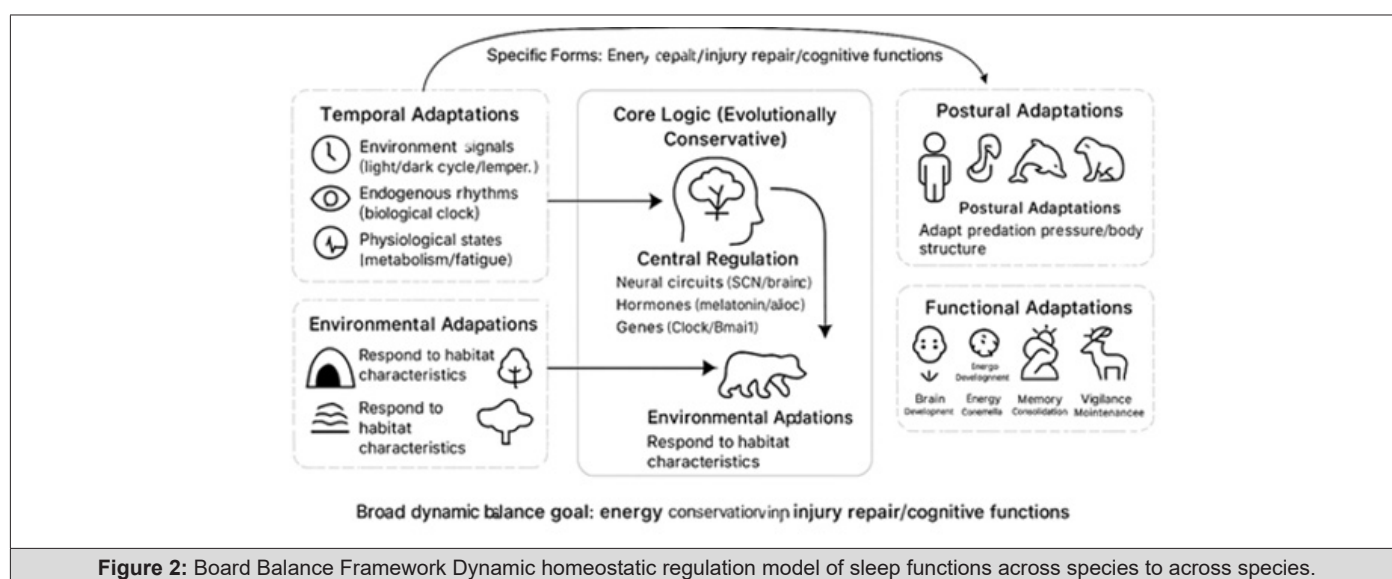 Specific Forms: Eneny cepalt/injury repair/cognitive functions
Temporal Adaptations
Environment signals
(light/dark cycle/lemper.)
Endogenous rhythms
(biological clock)
Physiological states
|metabolism/fatigue)
Environmental Adapations
Respond to habitat
characteristics
Respond to
habitat
characteristics
Core Logic (Evolutionally
Conservative)
Central Regulation
Neural circuits (SCN/brainc)
Hormones (melatonin/alioc)
Genes (Clock/Bmai1)
Environmental Apdations
Respond to habitat
characteristics
Postural Adaptations
Postural Adaptations
Adapt predation pressure/body
structure
Functional Adaptations
Brain
Development
Energo
Development
Energy
Conemella
Memory
Consolidation
Vigilance
Mointenancee
Broad dynamic balance goal: energy conservation injury repair/cognitive functions
Figure 2: Board Balance Framework Dynamic homeostatic regulation model of sleep functions across species to across species.